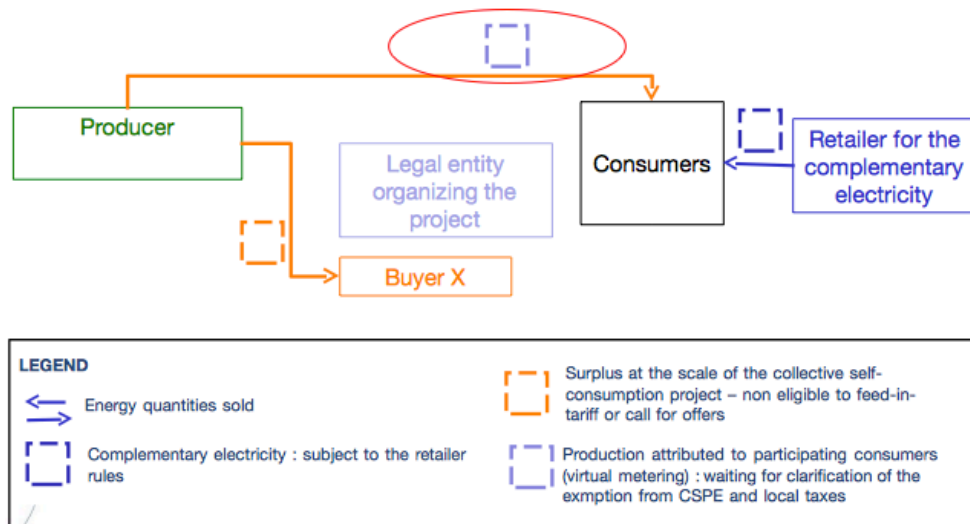 Producer
Legal entity
organizing the
project
Consumers
Retailer for the
complementary
electricity
Buyer X
LEGEND
Energy quantities sold
Complementary electricity : subject to the retailer
rules
Surplus at the scale of the collective self-
consumption project – non eligible to feed-in-
tariff or call for offers
Production attributed to participating consumers
(virtual metering) : waiting for clarification of the
exmption from CSPE and local taxes